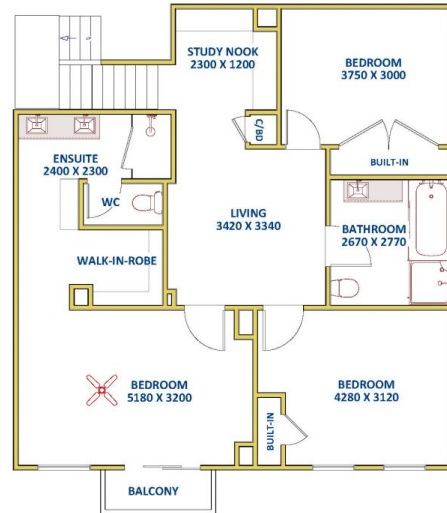 STUDY NOOK
2300 X 1200
BEDROOM
3750 X 3000
C/BD
BUILT-IN
ENSUITE
2400 X 2300
WC
LIVING
3420 X 3340
BATHROOM
2670 X 2770
WALK-IN-ROBE
BEDROOM
5180 X 3200
BEDROOM
4280 X 3120
BUILT-IN
BALCONY